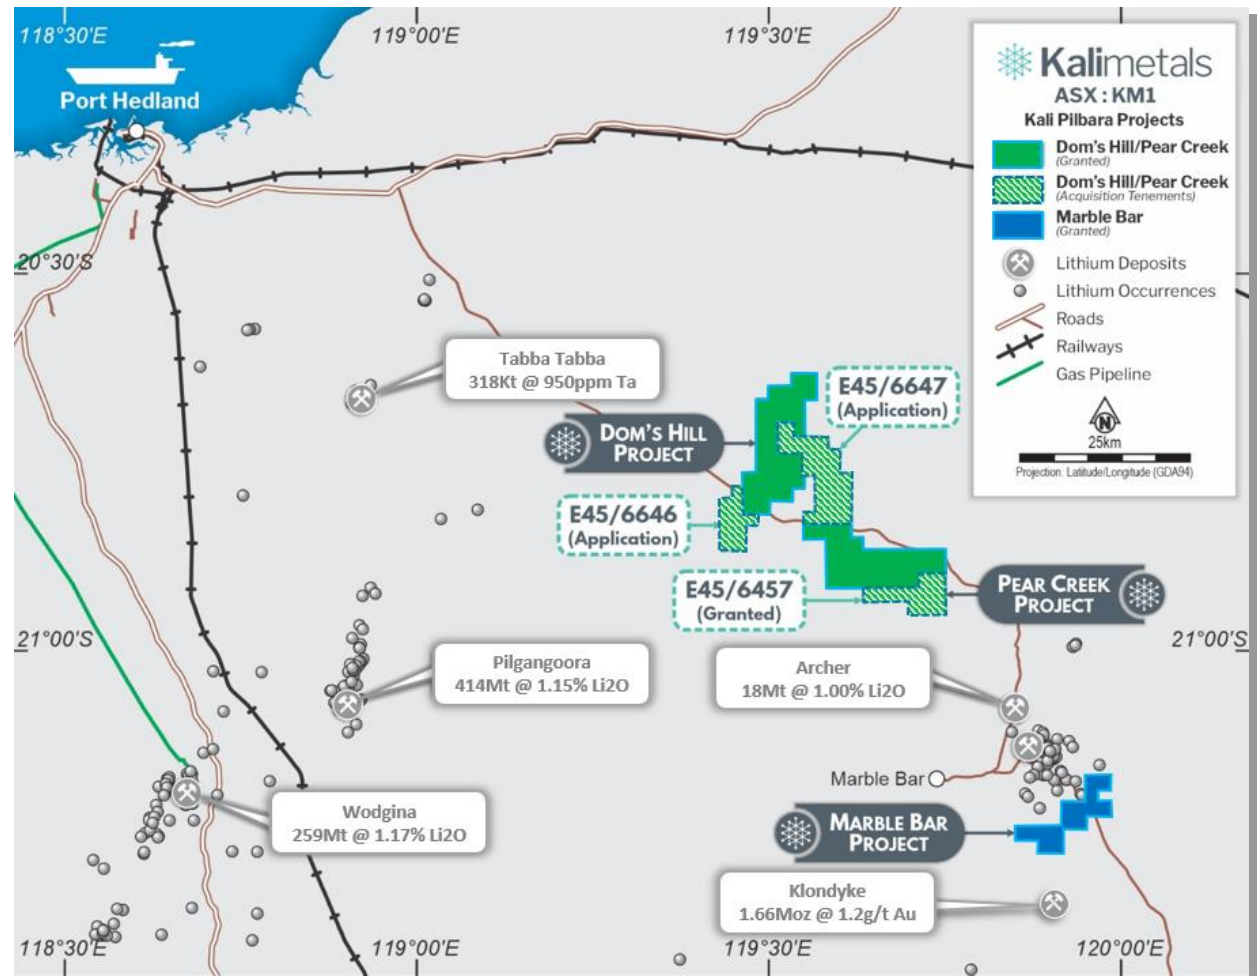 118°30'E
119°00'E
119°30'E
Port Hedland
Kalimetals
ASX : KM1
Kali Pilbara Projects
Dom's Hill/Pear Creek
(Granted)
Dom's Hill/Pear Creek
(Acquisition Tenements)
Marble Bar
(Granted)
Lithium Deposits
Lithium Occurrences
Roads
Railways
Gas Pipeline
N
25km
Projection: Latitude/Longitude (GDA94)
20°30'S
Tabba Tabba
318Kt @ 950ppm Ta
E45/6647
(Application)
DOM'S HILL
PROJECT
E45/6646
(Application)
E45/6457
(Granted)
PEAR CREEK
PROJECT
21°00'S
21°00'S
Pilgangoora
414Mt @ 1.15% Li2O
Archer
18Mt @ 1.00% Li2O
Marble Bar
Wodgina
259Mt @ 1.17% Li2O
MARBLE BAR
PROJECT
Klondyke
1.66Moz @ 1.2g/t Au
118°30'E
119°00'E
119°30'E
120°00'E